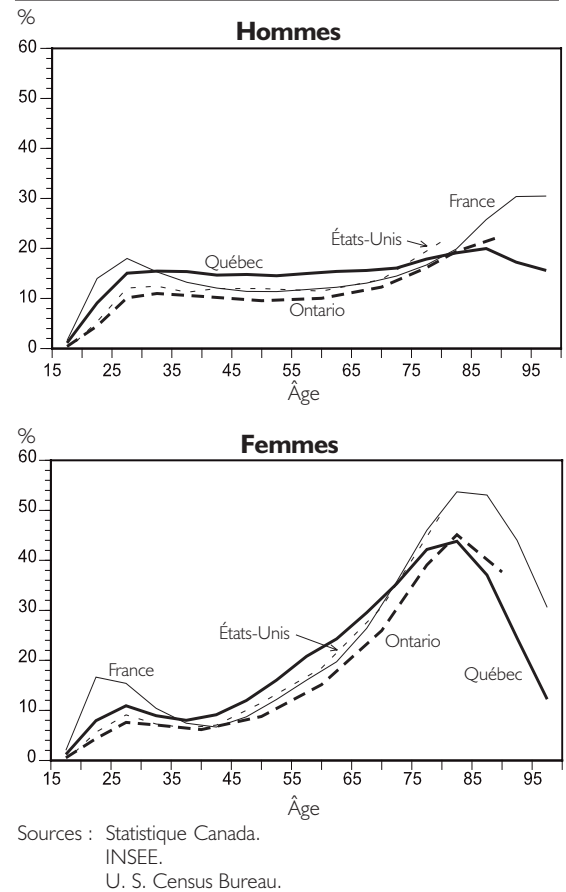 %
Hommes
60
50
40
30
20
10
0
France
États-Unis
Québec
Ontario
15 25 35 45 55 65 75 85 95
Âge
%
Femmes
60
50
40
30
20
10
0
États-Unis
Ontario
France
Québec
15 25 35 45 55 65 75 85 95
Âge
Sources : Statistique Canada.
INSEE.
U. S. Census Bureau.